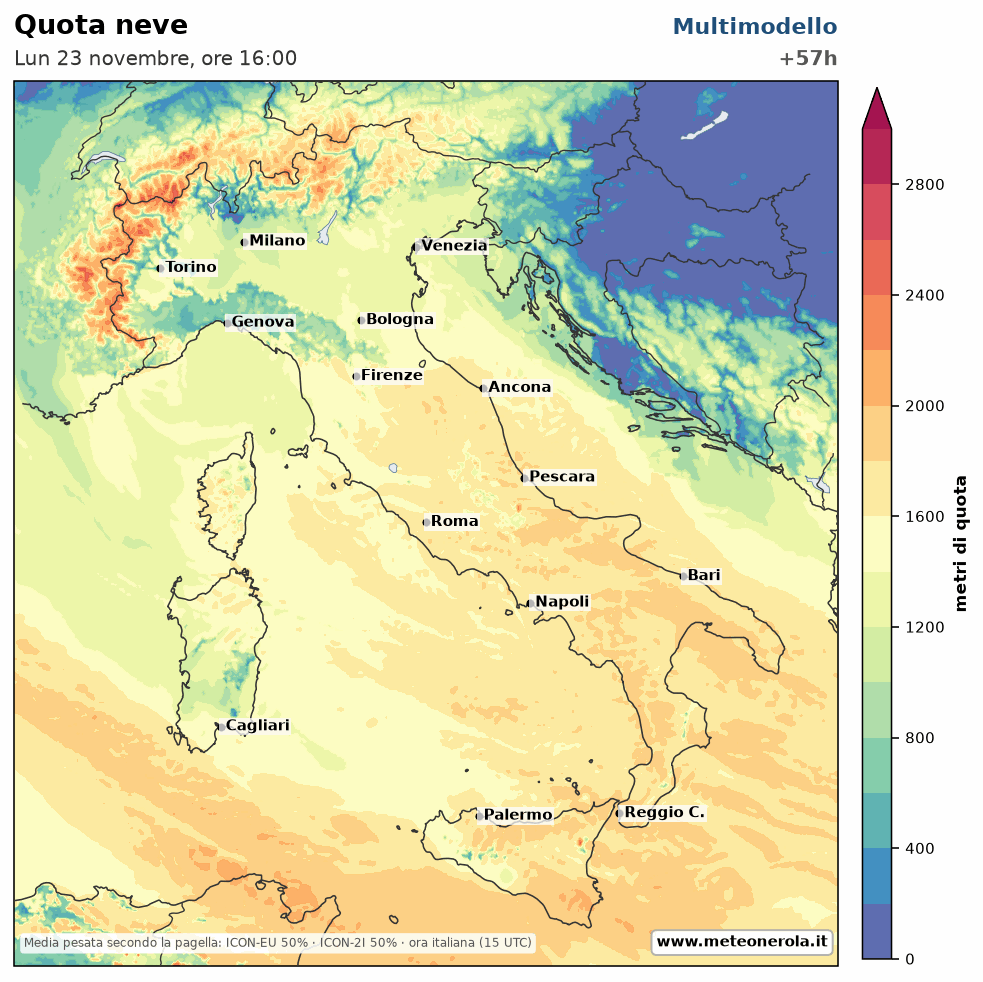 Quota neve
Multimodello
Lun 23 novembre, ore 16:00
+57h
Milano
Venezia
Torino
Genova
Bologna
Firenze
Ancona
Pescara
Roma
Bari
Napoli
Cagliari
Palermo
Reggio C.
2800
2400
2000
1600
1200
800
400
0
metri di quota
Media pesata secondo la pagella: ICON-EU 50% · ICON-2I 50% · ora italiana (15 UTC)
www.meteonerola.it